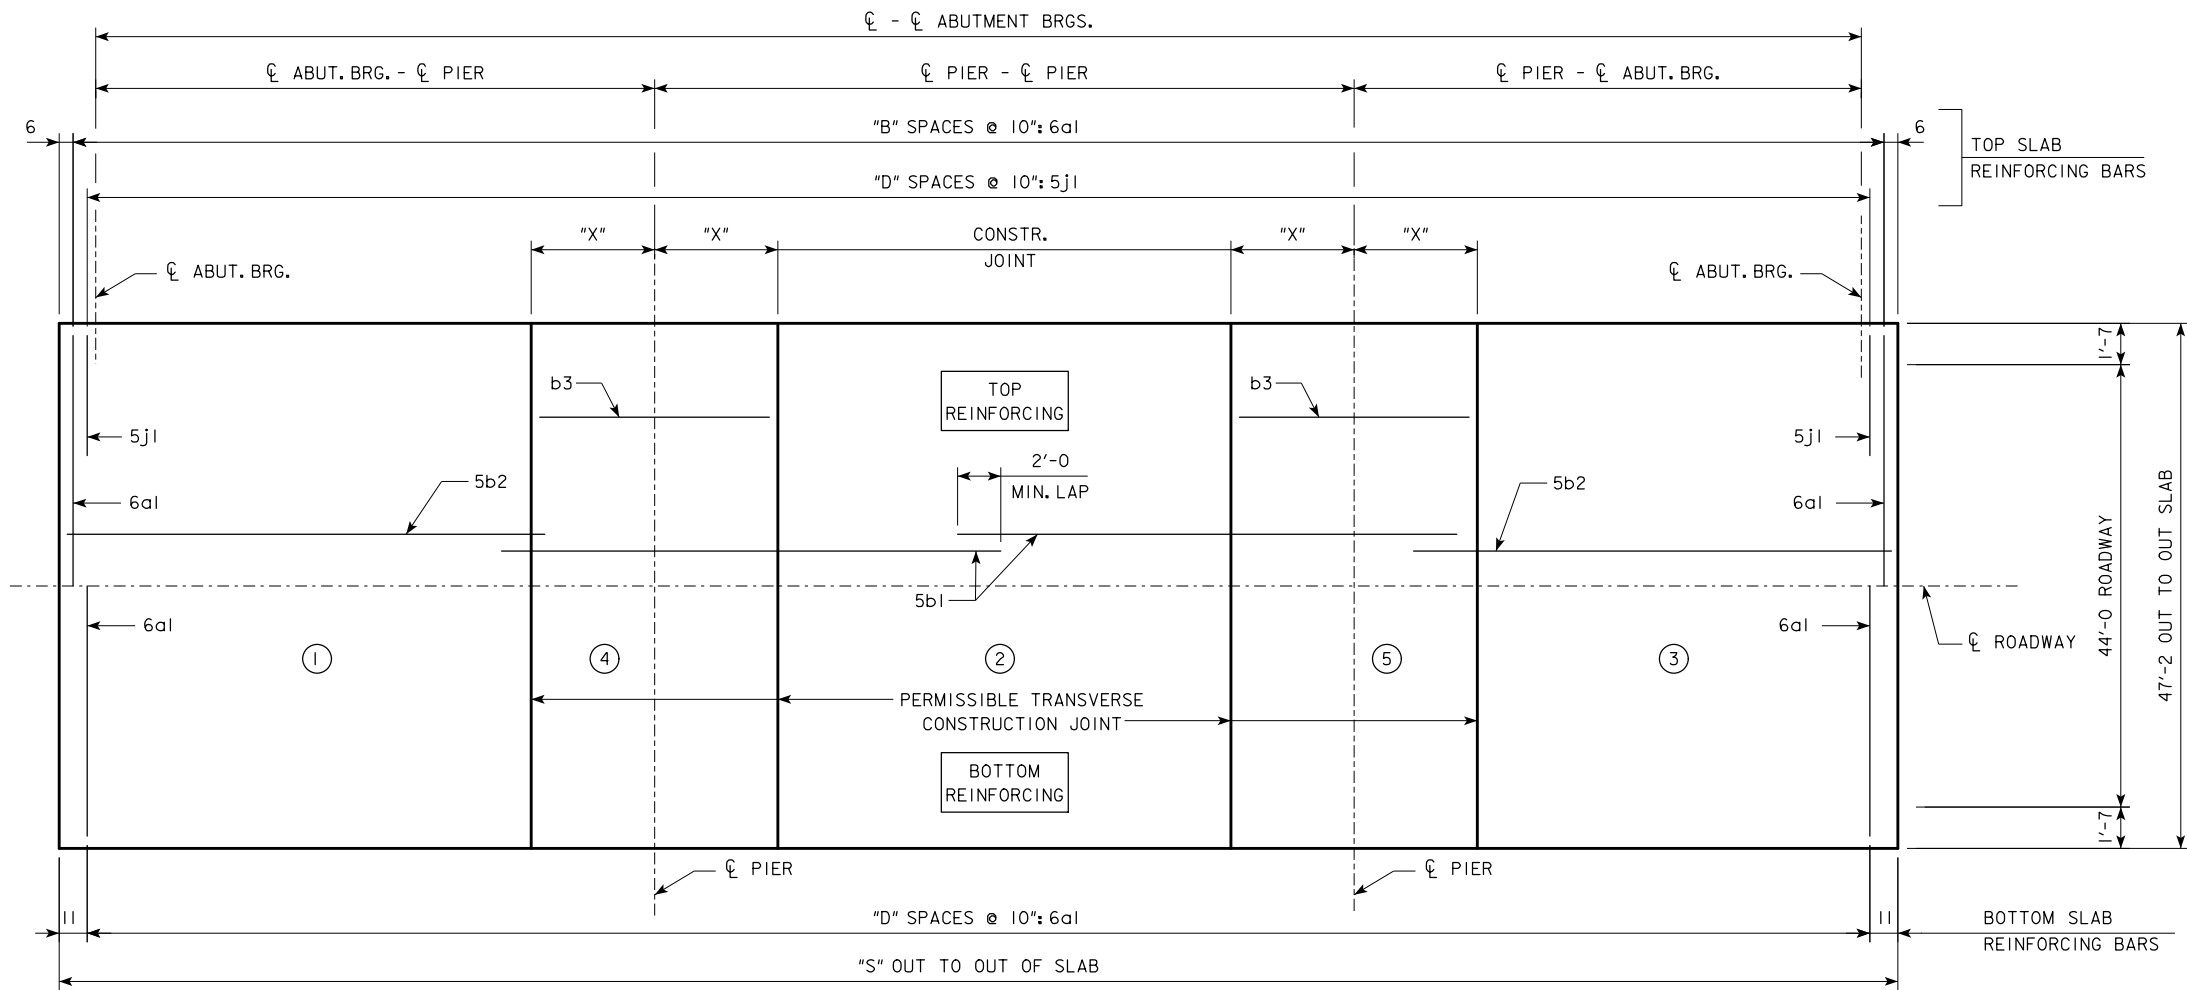 ℄ - ℄ ABUTMENT BRGS.
℄ ABUT. BRG. - ℄ PIER
℄ PIER - ℄ PIER
℄ PIER - ℄ ABUT. BRG.
6
"B" SPACES @ 10": 6a1
6
TOP SLAB
REINFORCING BARS
"D" SPACES @ 10": 5j1
"X"
"X"
CONSTR.
JOINT
"X"
"X"
℄ ABUT. BRG.
℄ ABUT. BRG.
1'-7
b3
TOP
REINFORCING
b3
5j1
5j1
2'-0
MIN. LAP
5b2
5b2
6a1
6a1
44'-0 ROADWAY
47'-2 OUT TO OUT SLAB
5b1
6a1
6a1
℄ ROADWAY
1
4
2
5
3
PERMISSIBLE TRANSVERSE
CONSTRUCTION JOINT
BOTTOM
REINFORCING
1'-7
℄ PIER
℄ PIER
11
"D" SPACES @ 10": 6a1
11
BOTTOM SLAB
REINFORCING BARS
"S" OUT TO OUT OF SLAB